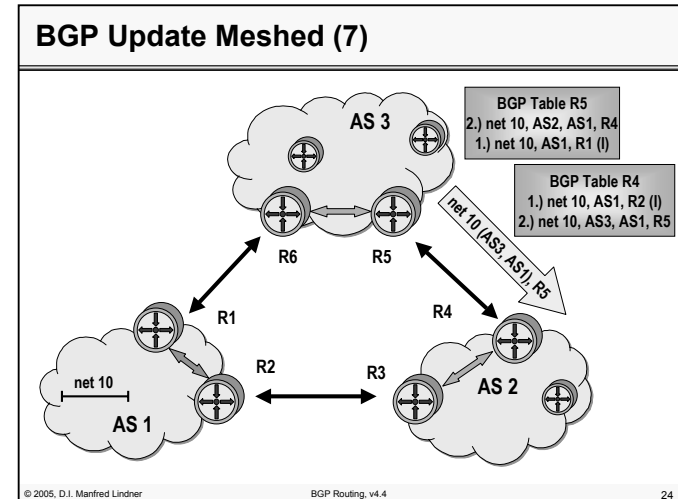 BGP Update Meshed (7)
AS 3
BGP Table R5
2.) net 10, AS2, AS1, R4
1.) net 10, AS1, R1 (I)
BGP Table R4
1.) net 10, AS1, R2 (I)
2.) net 10, AS3, AS1, R5
net 10 (AS3, AS1), R5
R6
R5
R1
R4
R2
R3
net 10
AS 1
AS 2
© 2005, D.I. Manfred Lindner
BGP Routing, v4.4
24